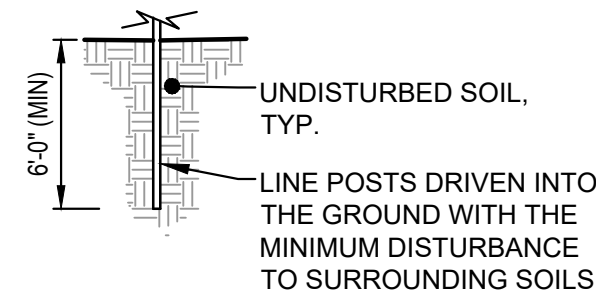 6'-0" (MIN)
UNDISTURBED SOIL,
TYP.
LINE POSTS DRIVEN INTO
THE GROUND WITH THE
MINIMUM DISTURBANCE
TO SURROUNDING SOILS